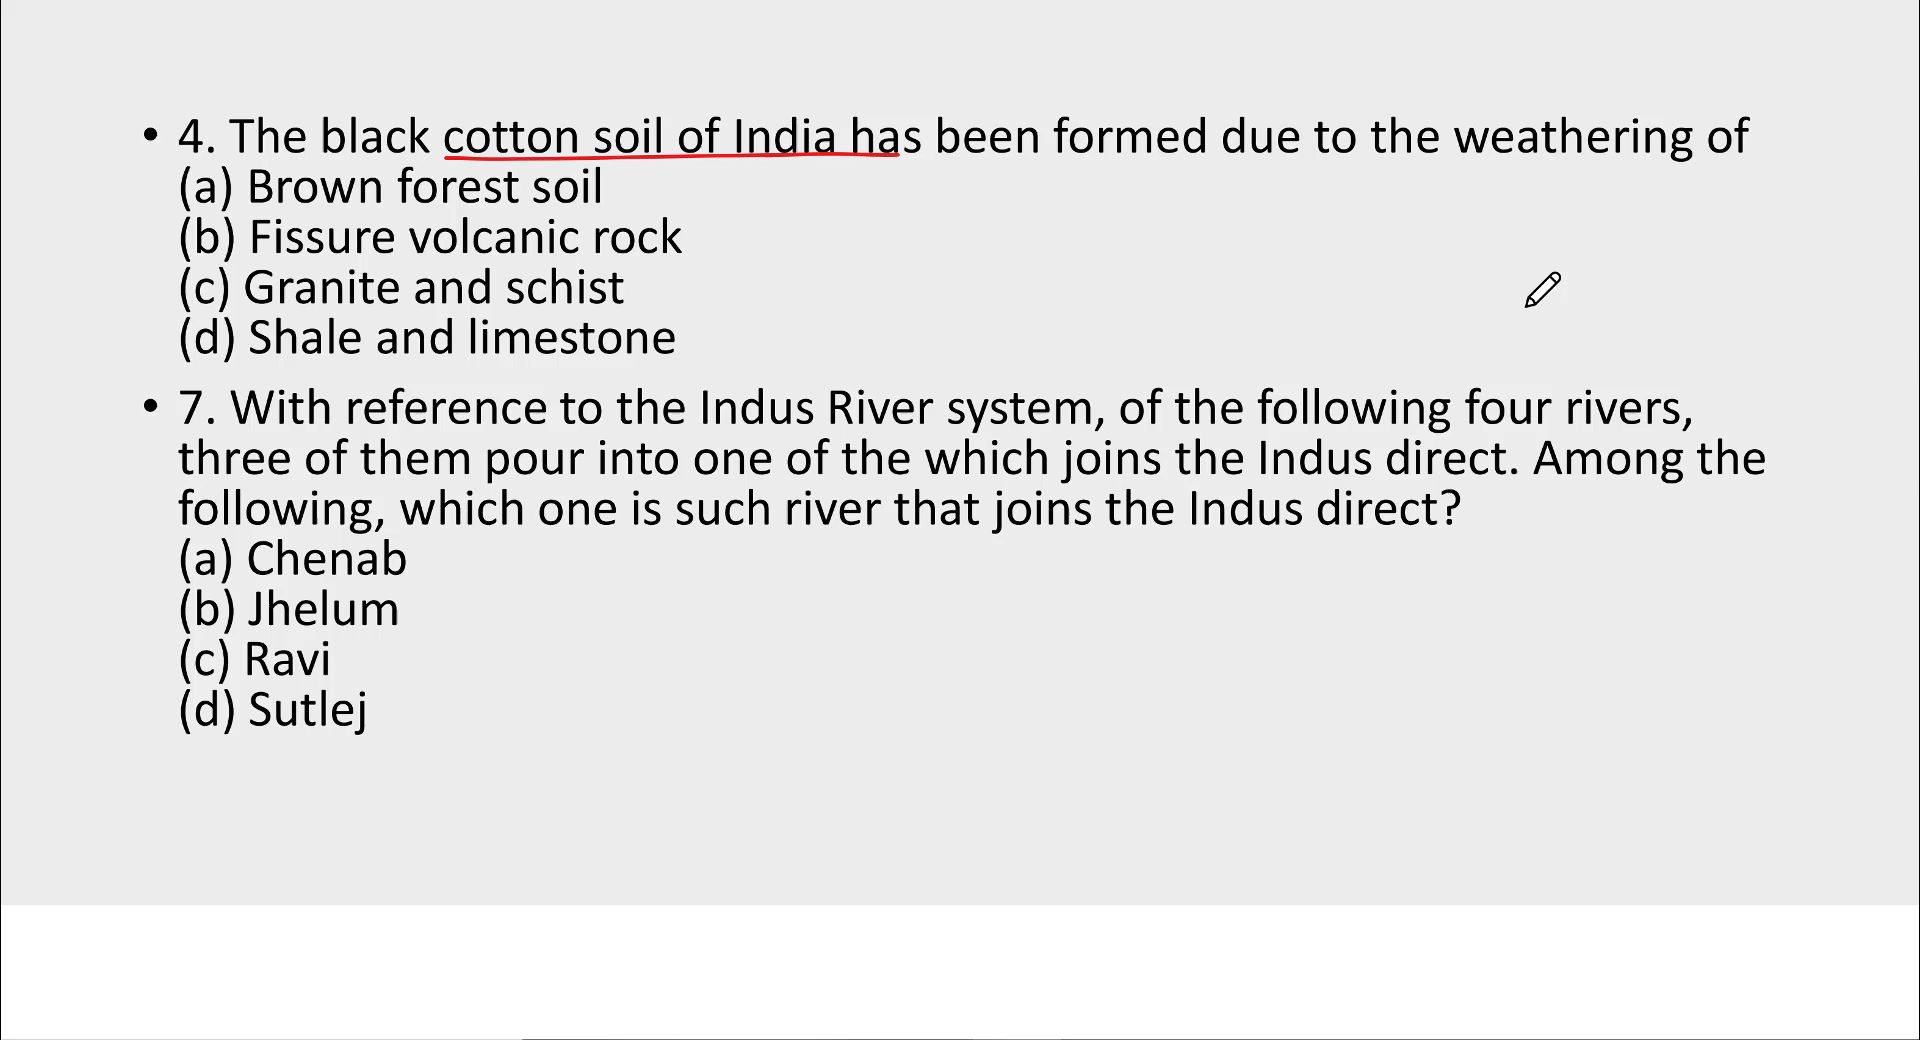 • 4. The black cotton soil of India has been formed due to the weathering of
(a) Brown forest soil
(b) Fissure volcanic rock
(c) Granite and schist
(d) Shale and limestone
• 7. With reference to the Indus River system, of the following four rivers,
three of them pour into one of the which joins the Indus direct. Among the
following, which one is such river that joins the Indus direct?
(a) Chenab
(b) Jhelum
(c) Ravi
(d) Sutlej